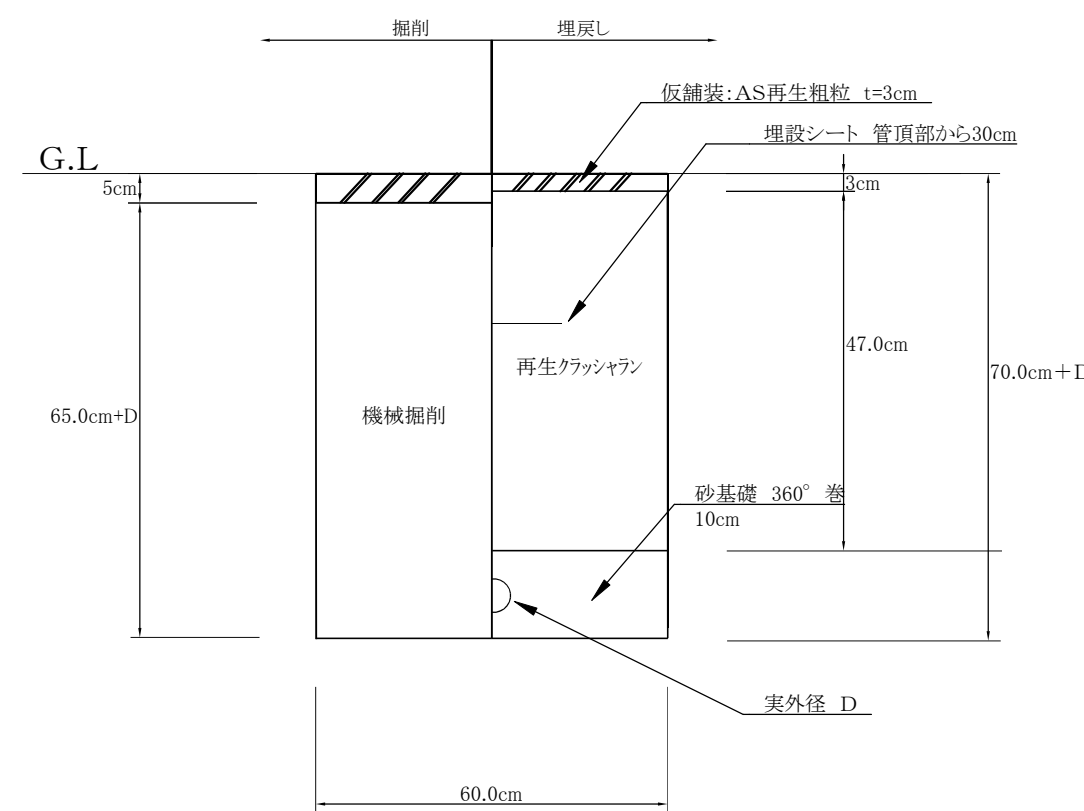 掘削
埋戻し
仮舗装:AS再生粗粒 t=3cm
埋設シート 管頂部から30cm
G.L
5cm
3cm
47.0cm
再生クラッシャラン
70.0cm+D
65.0cm+D
機械掘削
砂基礎 360° 巻
10cm
実外径 D
60.0cm